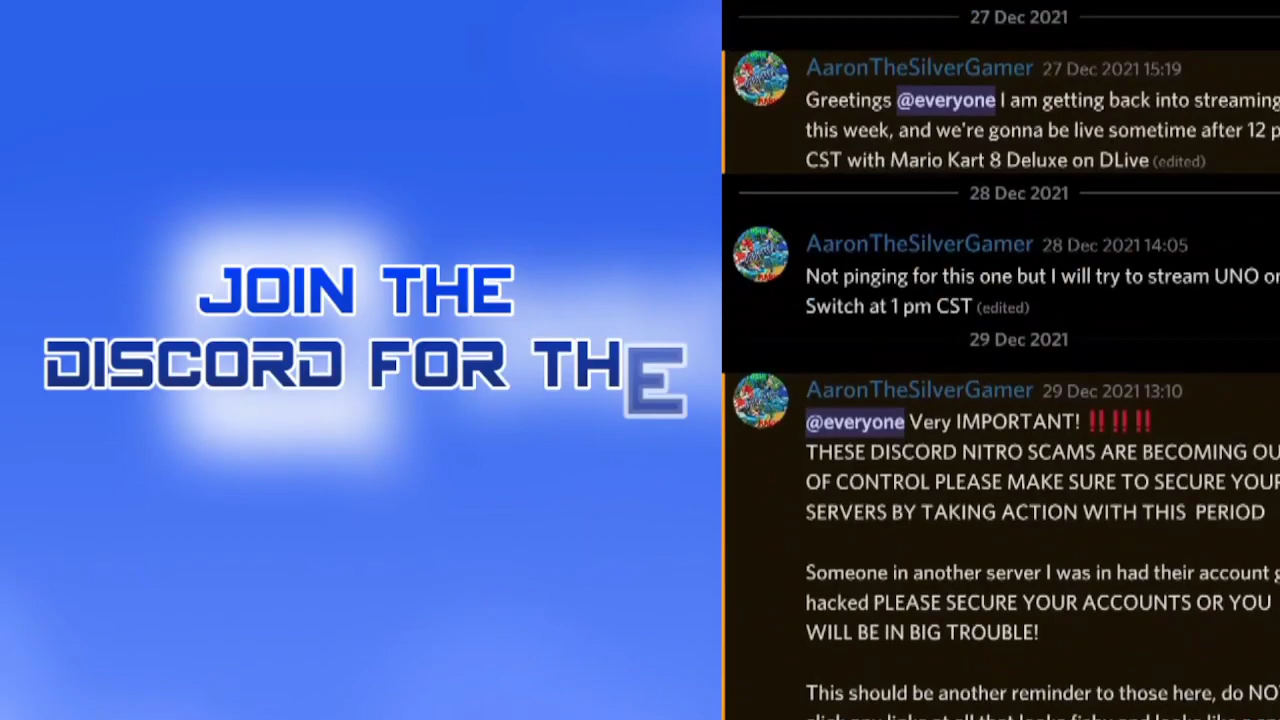 JOIN THE
DISCORD FOR THE
27 Dec 2021
AaronTheSilverGamer 27 Dec 2021 15:19
Greetings @everyone I am getting back into streaming
this week, and we're gonna be live sometime after 12 p
CST with Mario Kart 8 Deluxe on DLive (edited)
28 Dec 2021
AaronTheSilverGamer 28 Dec 2021 14:05
Not pinging for this one but I will try to stream UNO
Switch at 1 pm CST (edited)
29 Dec 2021
AaronTheSilverGamer 29 Dec 2021 13:10
@everyone Very IMPORTANT! ‼️‼️‼️
THESE DISCORD NITRO SCAMS ARE BECOMING OU
OF CONTROL PLEASE MAKE SURE TO SECURE YOUR
SERVERS BY TAKING ACTION WITH THIS PERIOD
Someone in another server I was in had their account g
hacked PLEASE SECURE YOUR ACCOUNTS OR YOU
WILL BE IN BIG TROUBLE!
This should be another reminder to those here, do NO